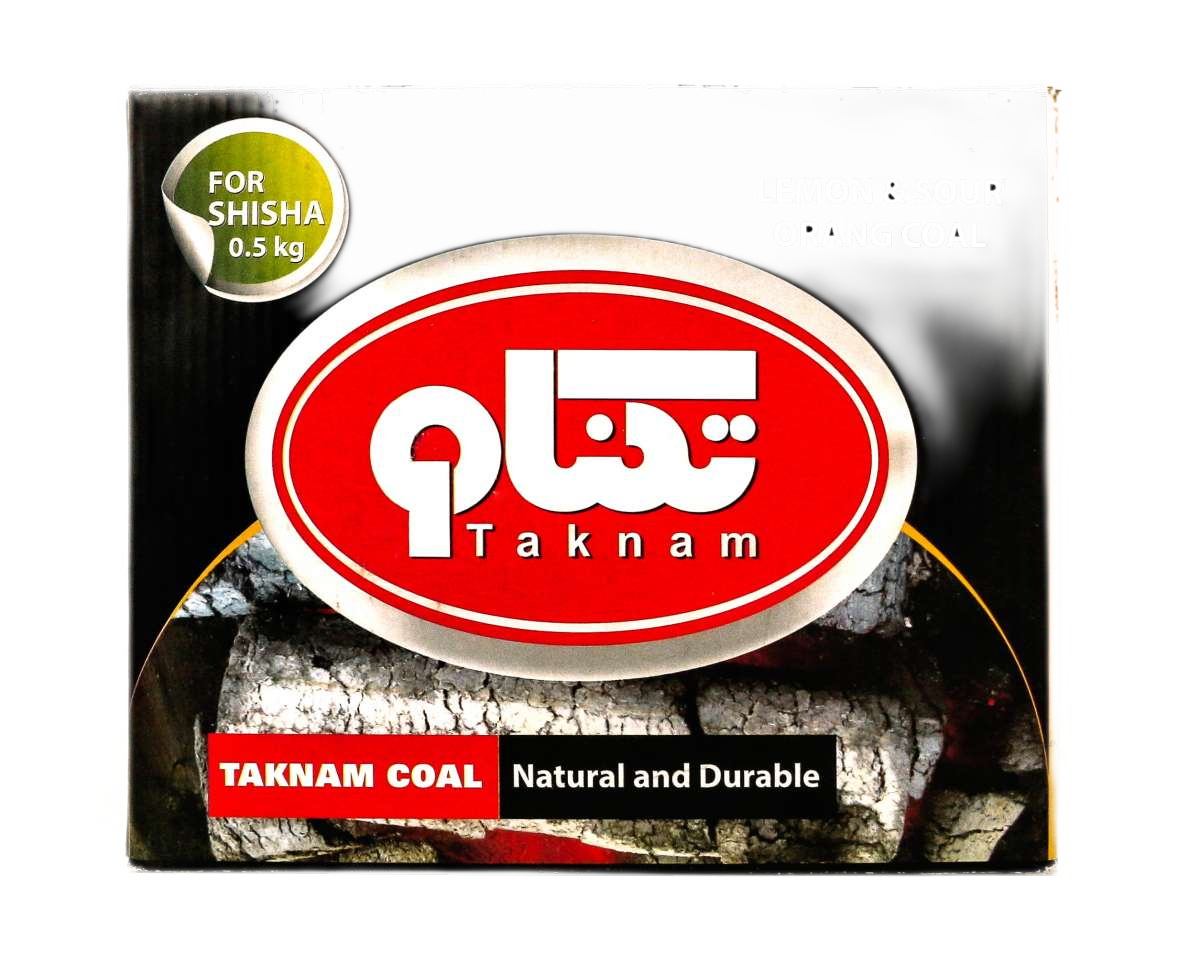 FOR
SHISHA
0.5 kg
LEMON & SOUR
ORANG COAL
تکنام
Taknam
TAKNAM COAL
Natural and Durable